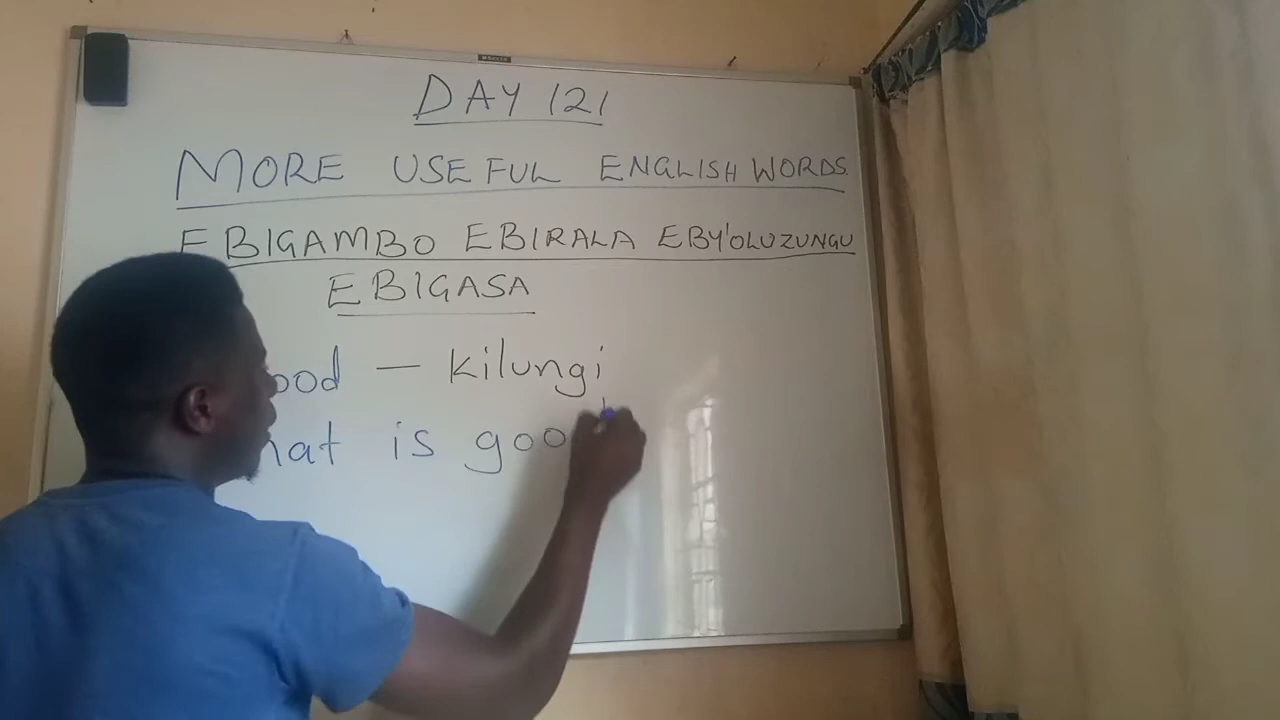 DAY 121
MORE USEFUL ENGLISH WORDS.
EBIGAMBO EBIRALA EBY'OLUZUNGU
EBIGASA
— kilungi
is